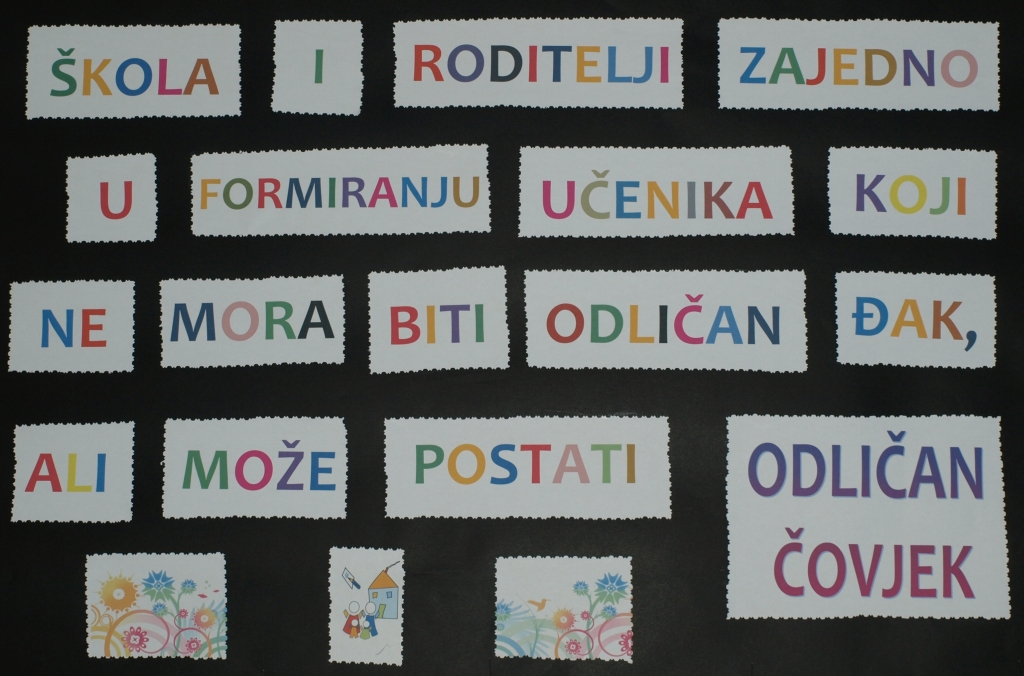 ŠKOLA I RODITELJI ZAJEDNO
U FORMIRANJU UČENIKA KOJI
NE MORA BITI ODLIČAN ĐAK,
ALI MOŽE POSTATI
ODLIČAN
ČOVJEK